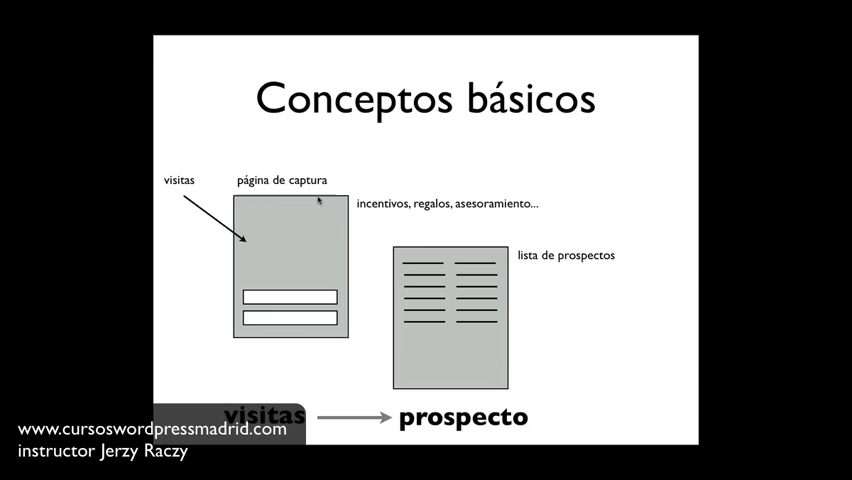 Conceptos básicos
visitas
página de captura
incentivos, regalos, asesoramiento...
lista de prospectos
visitas
prospecto
www.cursoswordpressmadrid.com
instructor Jerzy Raczy